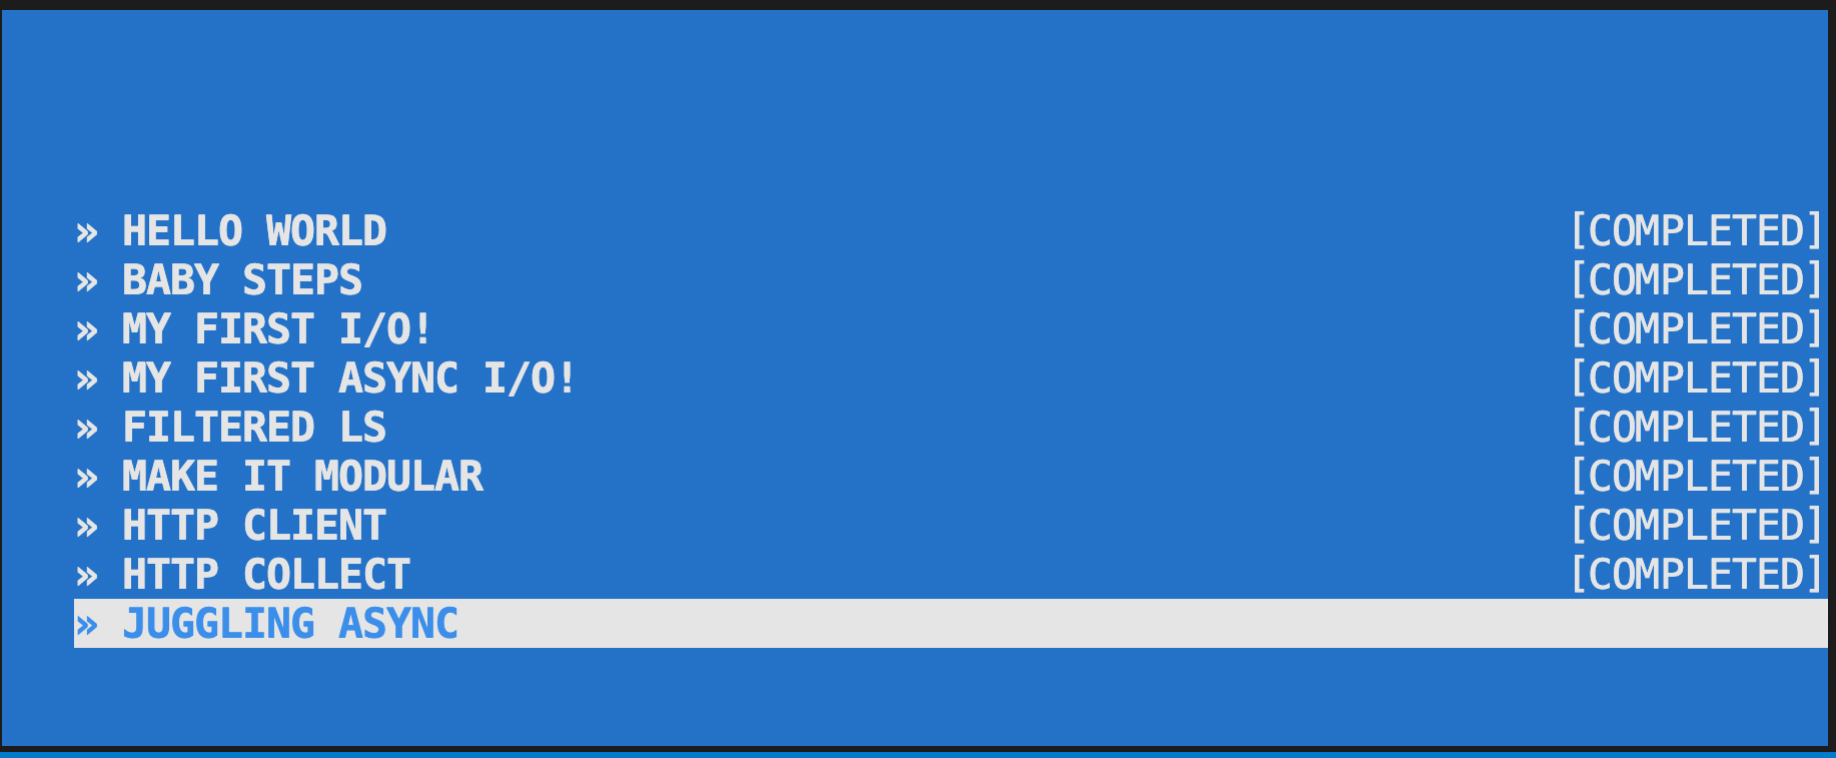 » HELLO WORLD [COMPLETED]
» BABY STEPS [COMPLETED]
» MY FIRST I/O! [COMPLETED]
» MY FIRST ASYNC I/O! [COMPLETED]
» FILTERED LS [COMPLETED]
» MAKE IT MODULAR [COMPLETED]
» HTTP CLIENT [COMPLETED]
» HTTP COLLECT [COMPLETED]
» JUGGLING ASYNC